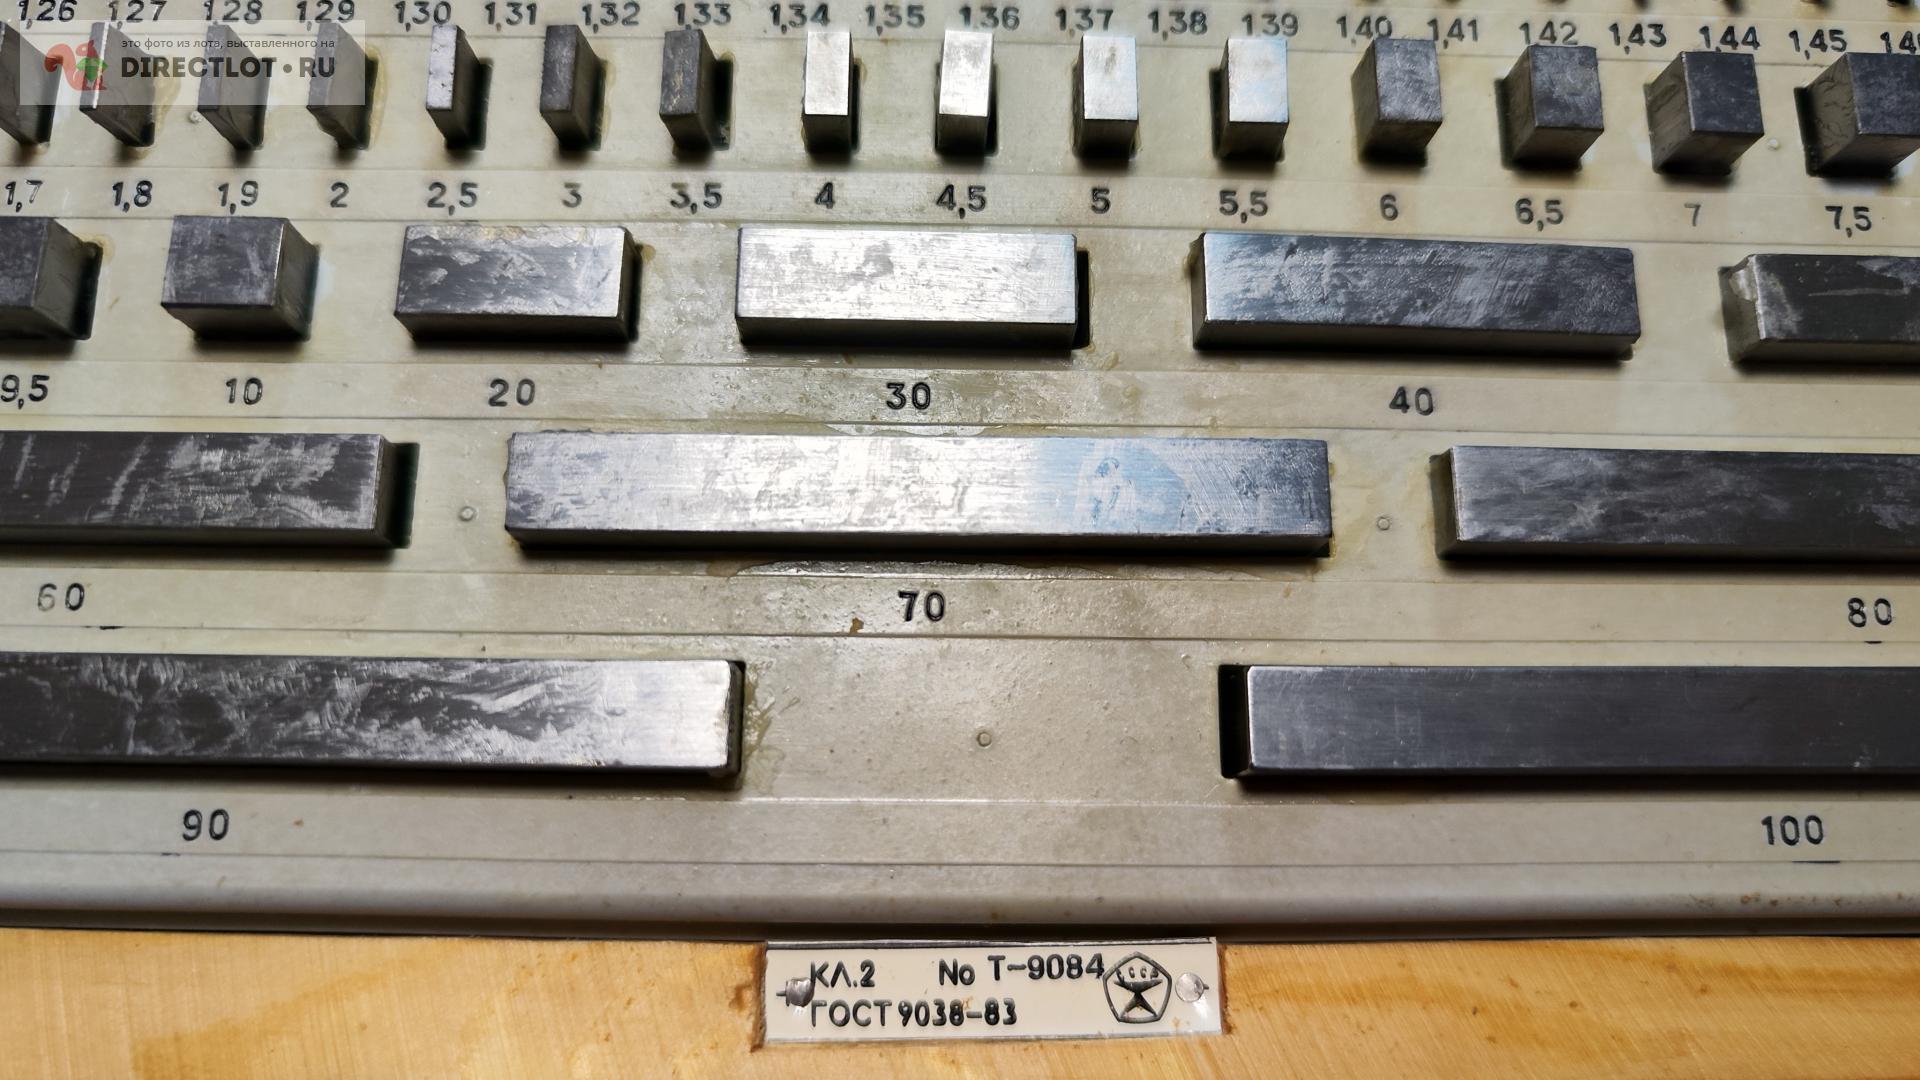 1,26 1,27 1,28 1,29 1,30 1,31 1,32 1,33 1,34 1,35 1,36 1,37 1,38 1,39 1,40 1,41 1,42 1,43 1,44 1,45
это фото из лота, выставленного на
DIRECTLOT.RU
1,7 1,8 1,9 2 2,5 3 3,5 4 4,5 5 5,5 6 6,5 7 7,5
9,5 10 20 30 40
60 70 80
90 100
КЛ.2 No Т-9084
СССР
ГОСТ 9038-83